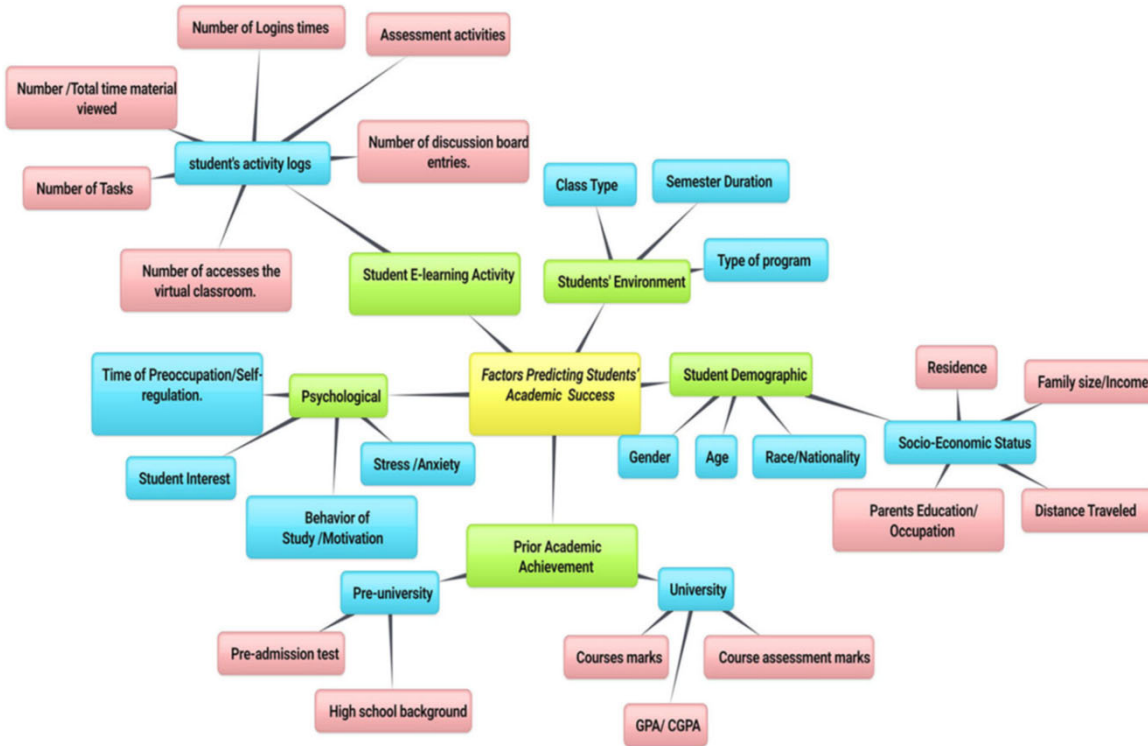 Number of Logins times
Assessment activities
Number /Total time material
viewed
student's activity logs
Number of discussion board
entries.
Number of Tasks
Number of accesses the
virtual classroom.
Student E-learning Activity
Class Type
Semester Duration
Type of program
Students' Environment
Factors Predicting Students'
Academic Success
Time of Preoccupation/Self-
regulation.
Psychological
Student Interest
Stress /Anxiety
Behavior of
Study /Motivation
Student Demographic
Gender
Age
Race/Nationality
Residence
Family size/Income
Socio-Economic Status
Parents Education/
Occupation
Distance Traveled
Prior Academic
Achievement
Pre-university
University
Pre-admission test
High school background
Courses marks
Course assessment marks
GPA/ CGPA